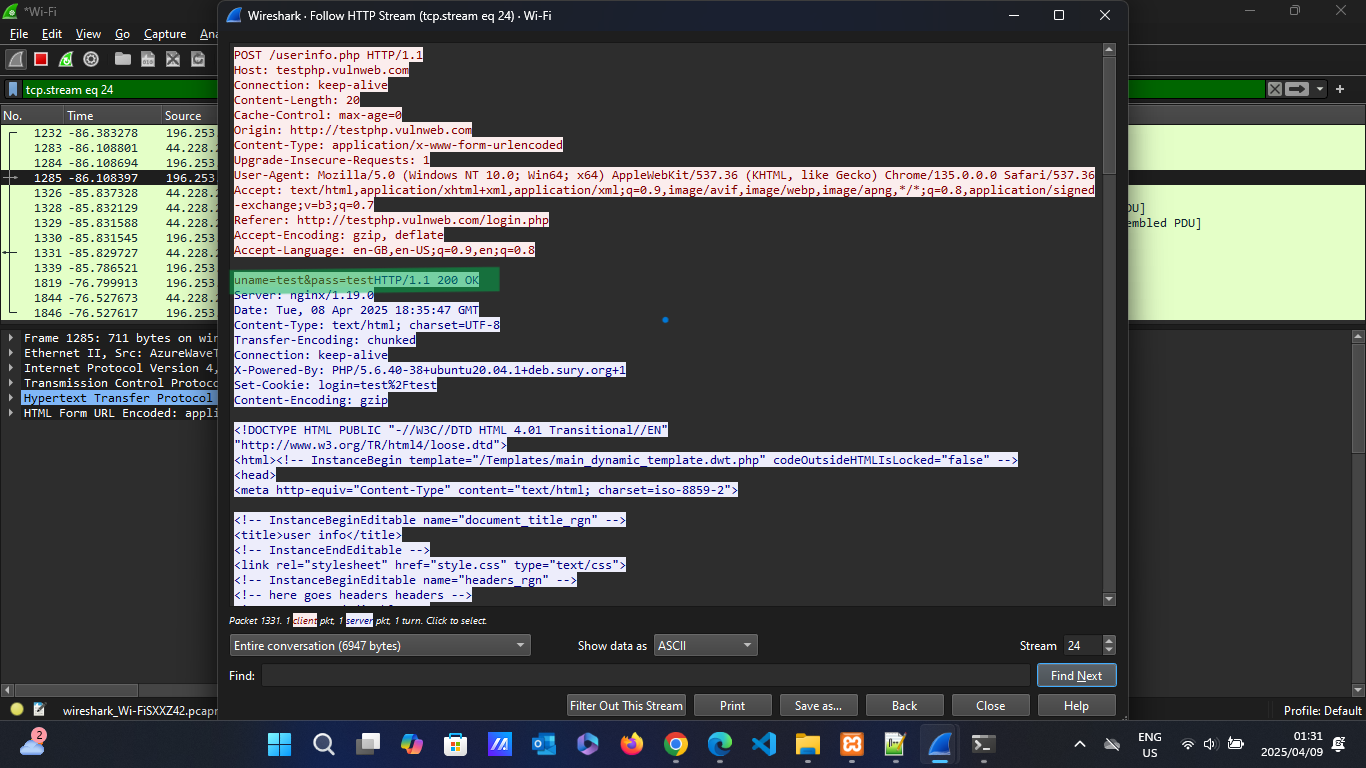 *Wi-Fi
Wireshark · Follow HTTP Stream (tcp.stream eq 24) · Wi-Fi
File Edit View Go Capture Ana
tcp.stream eq 24
No. Time Source
1232 -86.383278 196.253
1283 -86.108801 44.228.2
1284 -86.108694 196.253
1285 -86.108397 196.253
1326 -85.837328 44.228.2
1328 -85.832129 44.228.2
1329 -85.831588 44.228.2
1330 -85.831545 196.253
1331 -85.829727 44.228.2
1339 -85.786521 196.253
1819 -76.799913 196.253
1844 -76.527673 44.228.2
1846 -76.527617 196.253
DU]
embled PDU]
Frame 1285: 711 bytes on wir
Ethernet II, Src: AzureWaveT
Internet Protocol Version 4,
Transmission Control Protoco
Hypertext Transfer Protocol
HTML Form URL Encoded: appli
POST /userinfo.php HTTP/1.1
Host: testphp.vulnweb.com
Connection: keep-alive
Content-Length: 20
Cache-Control: max-age=0
Origin: http://testphp.vulnweb.com
Content-Type: application/x-www-form-urlencoded
Upgrade-Insecure-Requests: 1
User-Agent: Mozilla/5.0 (Windows NT 10.0; Win64; x64) AppleWebKit/537.36 (KHTML, like Gecko) Chrome/135.0.0.0 Safari/537.36
Accept: text/html,application/xhtml+xml,application/xml;q=0.9,image/avif,image/webp,image/apng,*/*;q=0.8,application/signed
-exchange;v=b3;q=0.7
Referer: http://testphp.vulnweb.com/login.php
Accept-Encoding: gzip, deflate
Accept-Language: en-GB,en-US;q=0.9,en;q=0.8
uname=test&pass=testHTTP/1.1 200 OK
Server: nginx/1.19.0
Date: Tue, 08 Apr 2025 18:35:47 GMT
Content-Type: text/html; charset=UTF-8
Transfer-Encoding: chunked
Connection: keep-alive
X-Powered-By: PHP/5.6.40-38+ubuntu20.04.1+deb.sury.org+1
Set-Cookie: login=test%2Ftest
Content-Encoding: gzip
<!DOCTYPE HTML PUBLIC "-//W3C//DTD HTML 4.01 Transitional//EN"
"http://www.w3.org/TR/html4/loose.dtd">
<html><!-- InstanceBegin template="/Templates/main_dynamic_template.dwt.php" codeOutsideHTMLIsLocked="false" -->
<head>
<meta http-equiv="Content-Type" content="text/html; charset=iso-8859-2">
<!-- InstanceBeginEditable name="document_title_rgn" -->
<title>user info</title>
<!-- InstanceEndEditable -->
<link rel="stylesheet" href="style.css" type="text/css">
<!-- InstanceBeginEditable name="headers_rgn" -->
<!-- here goes headers headers -->
Packet 1331. 1 client pkt, 1 server pkt, 1 turn. Click to select.
Entire conversation (6947 bytes) Show data as ASCII Stream 24
Find: Find Next
Filter Out This Stream Print Save as... Back Close Help
wireshark_Wi-FiSXXZ42.pcapn Profile: Default
2 ENG US 01:31 2025/04/09